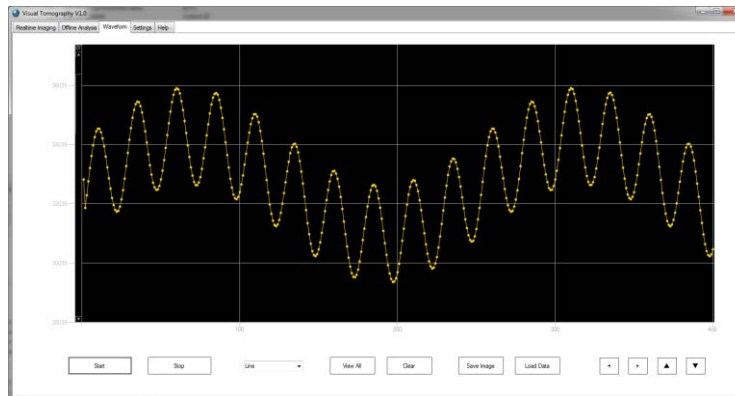 Visual Tomography V1.0
Realtime Imaging Offline Analysis Waveform Settings Help
100 200 300 400
Start Stop Line View All Clear Save Image Load Data